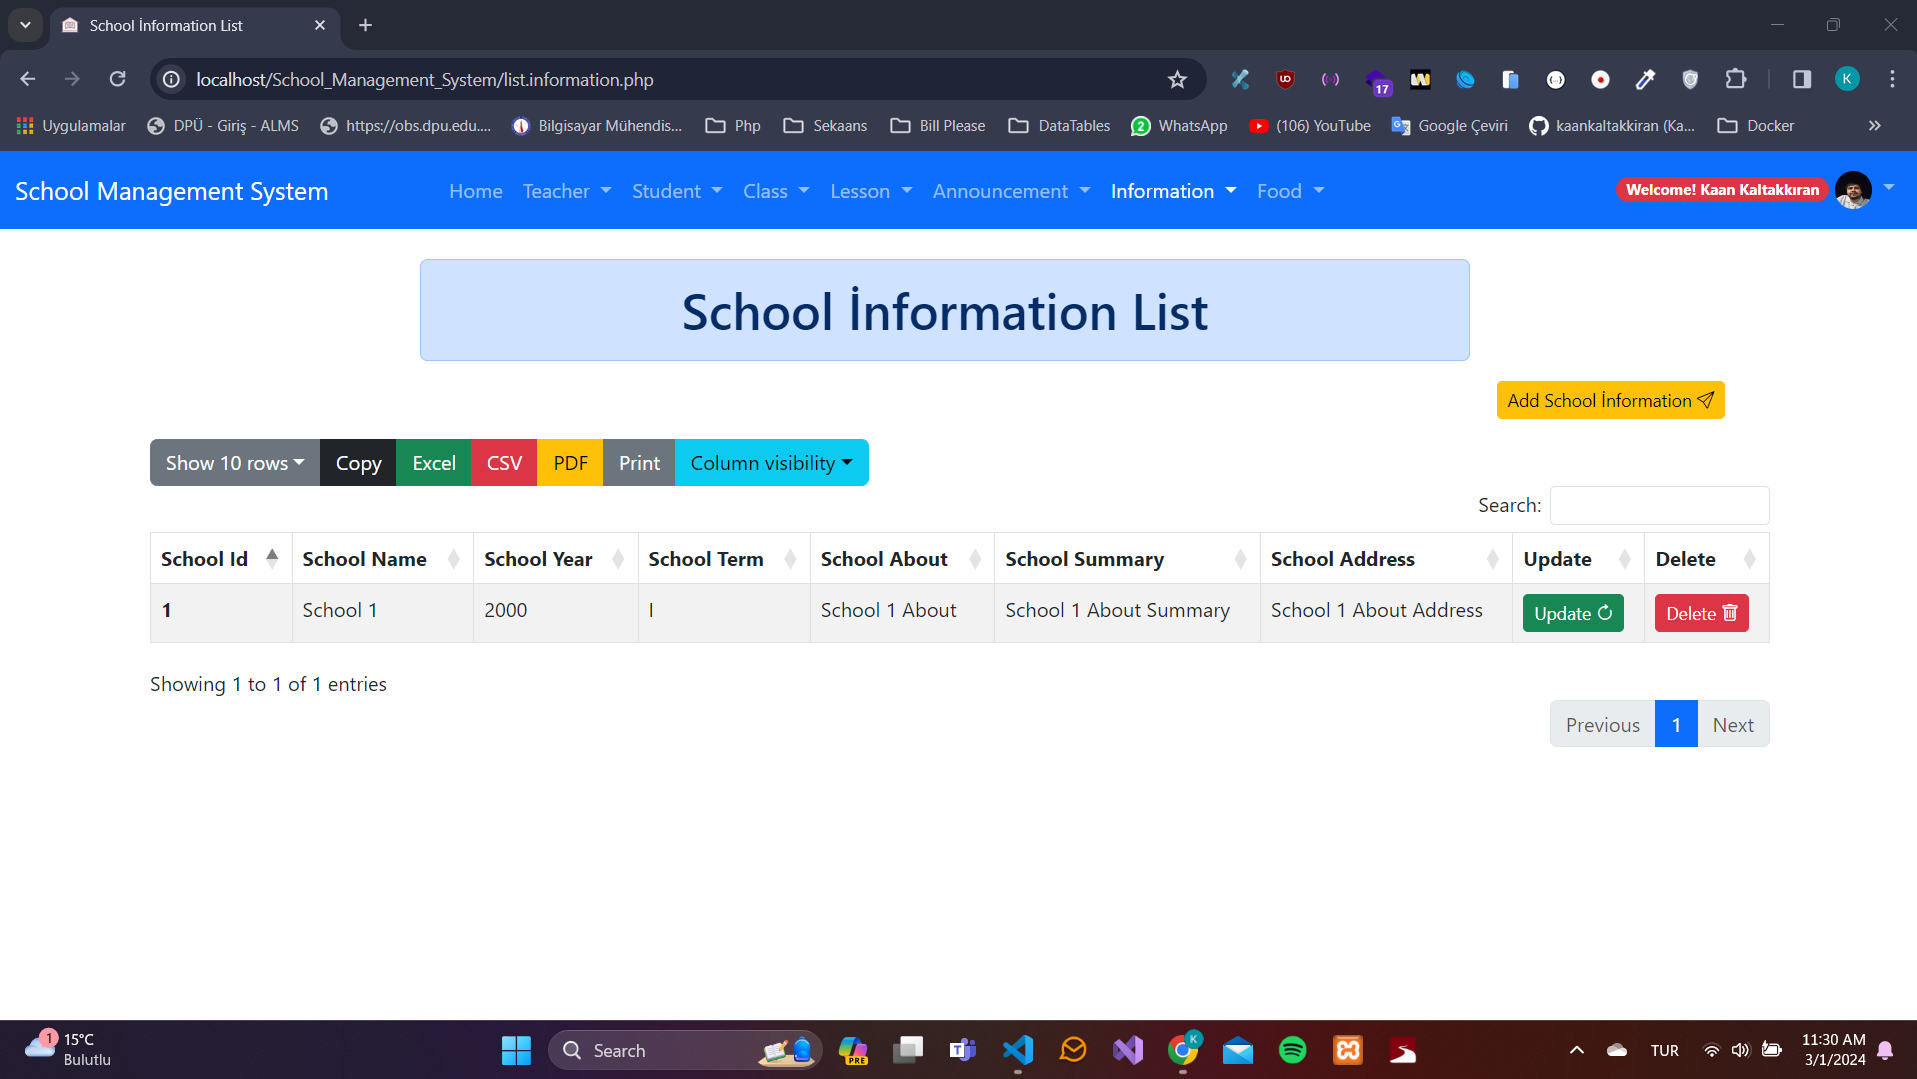 School İnformation List
localhost/School_Management_System/list.information.php
17
K
Uygulamalar DPÜ - Giriş - ALMS https://obs.dpu.edu.... Bilgisayar Mühendis... Php Sekaans Bill Please DataTables WhatsApp (106) YouTube Google Çeviri kaankaltakkiran (Ka... Docker
School Management System Home Teacher Student Class Lesson Announcement Information Food Welcome! Kaan Kaltakkıran
School İnformation List
Add School İnformation
Show 10 rows Copy Excel CSV PDF Print Column visibility
Search:
School Id School Name School Year School Term School About School Summary School Address Update Delete
1 School 1 2000 I School 1 About School 1 About Summary School 1 About Address Update Delete
Showing 1 to 1 of 1 entries
Previous 1 Next
1 15°C
Bulutlu
Search
PRE
K
TUR
11:30 AM
3/1/2024